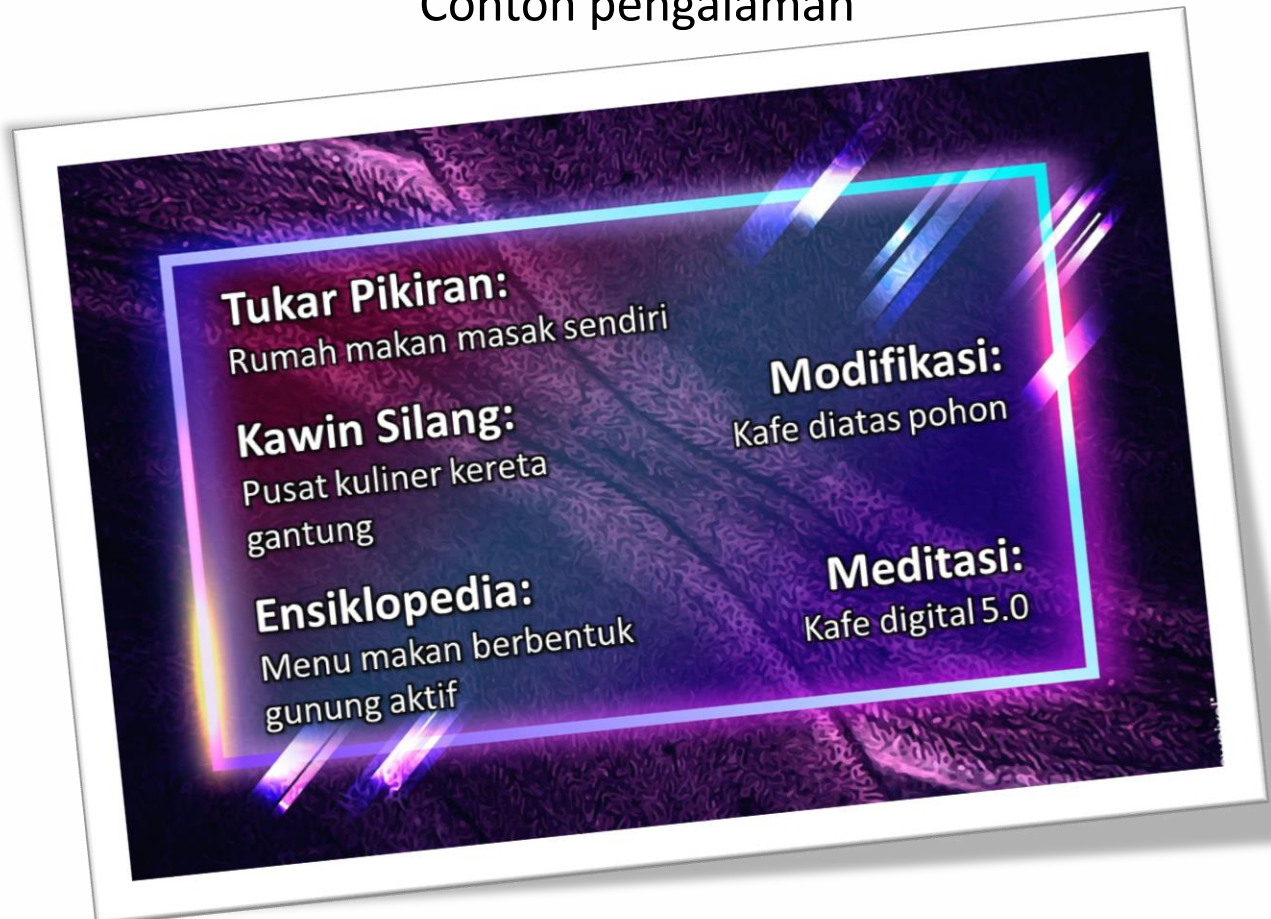 Contoh pengalaman
Tukar Pikiran:
Rumah makan masak sendiri
Kawin Silang:
Pusat kuliner kereta
gantung
Ensiklopedia:
Menu makan berbentuk
gunung aktif
Modifikasi:
Kafe diatas pohon
Meditasi:
Kafe digital 5.0